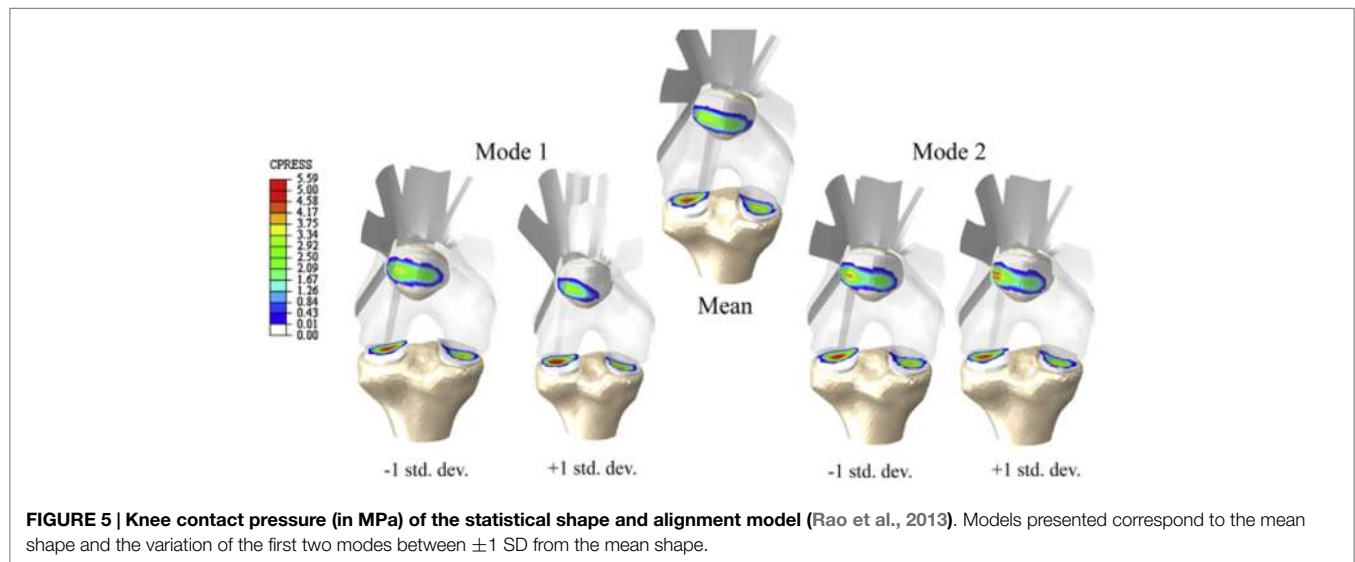 Mode 1
Mode 2
CPRESS
5.59
5.00
4.58
4.17
3.75
3.34
2.92
2.50
2.09
1.67
1.26
0.84
0.43
0.01
0.00
Mean
-1 std. dev.
+1 std. dev.
-1 std. dev.
+1 std. dev.
FIGURE 5 | Knee contact pressure (in MPa) of the statistical shape and alignment model (Rao et al., 2013). Models presented correspond to the mean
shape and the variation of the first two modes between ±1 SD from the mean shape.